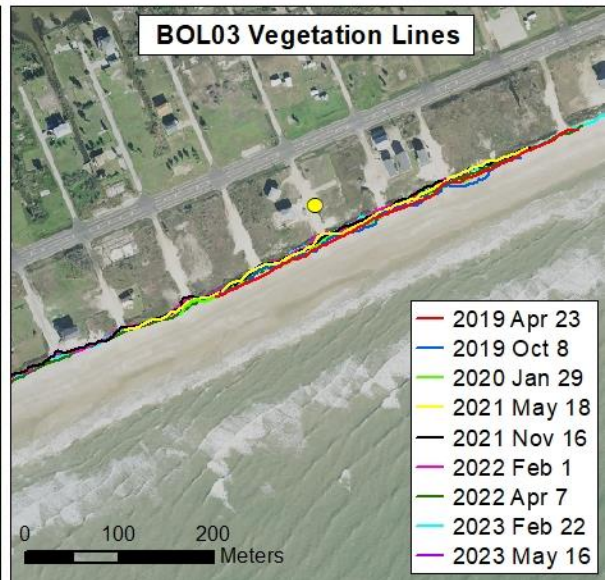 BOL03 Vegetation Lines
2019 Apr 23
2019 Oct 8
2020 Jan 29
2021 May 18
2021 Nov 16
2022 Feb 1
2022 Apr 7
2023 Feb 22
2023 May 16
0 100 200
Meters